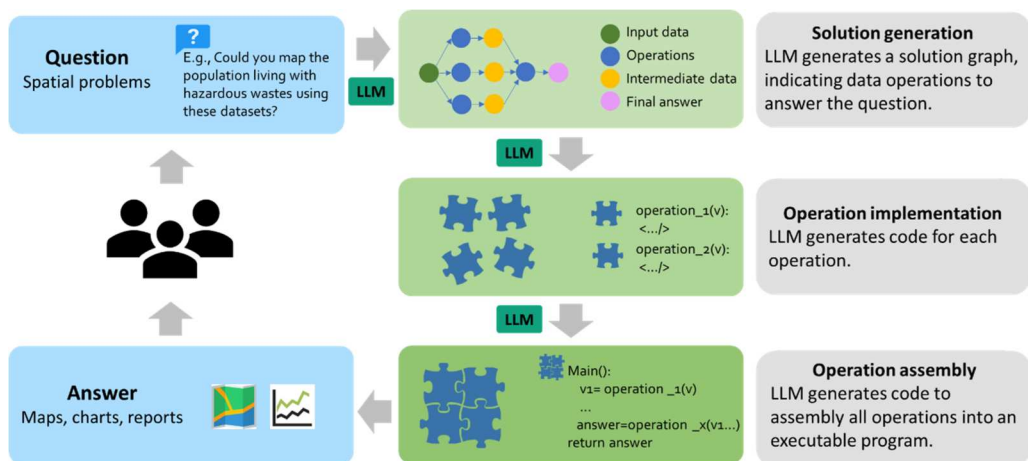 Question
Spatial problems
?
E.g., Could you map the
population living with
hazardous wastes using
these datasets?
LLM
Input data
Operations
Intermediate data
Final answer
Solution generation
LLM generates a solution graph,
indicating data operations to
answer the question.
LLM
operation_1(v):
<.../>
operation_2(v):
<.../>
Operation implementation
LLM generates code for each
operation.
LLM
Answer
Maps, charts, reports
Main():
v1= operation _1(v)
...
answer=operation _x(v1...)
return answer
Operation assembly
LLM generates code to
assembly all operations into an
executable program.